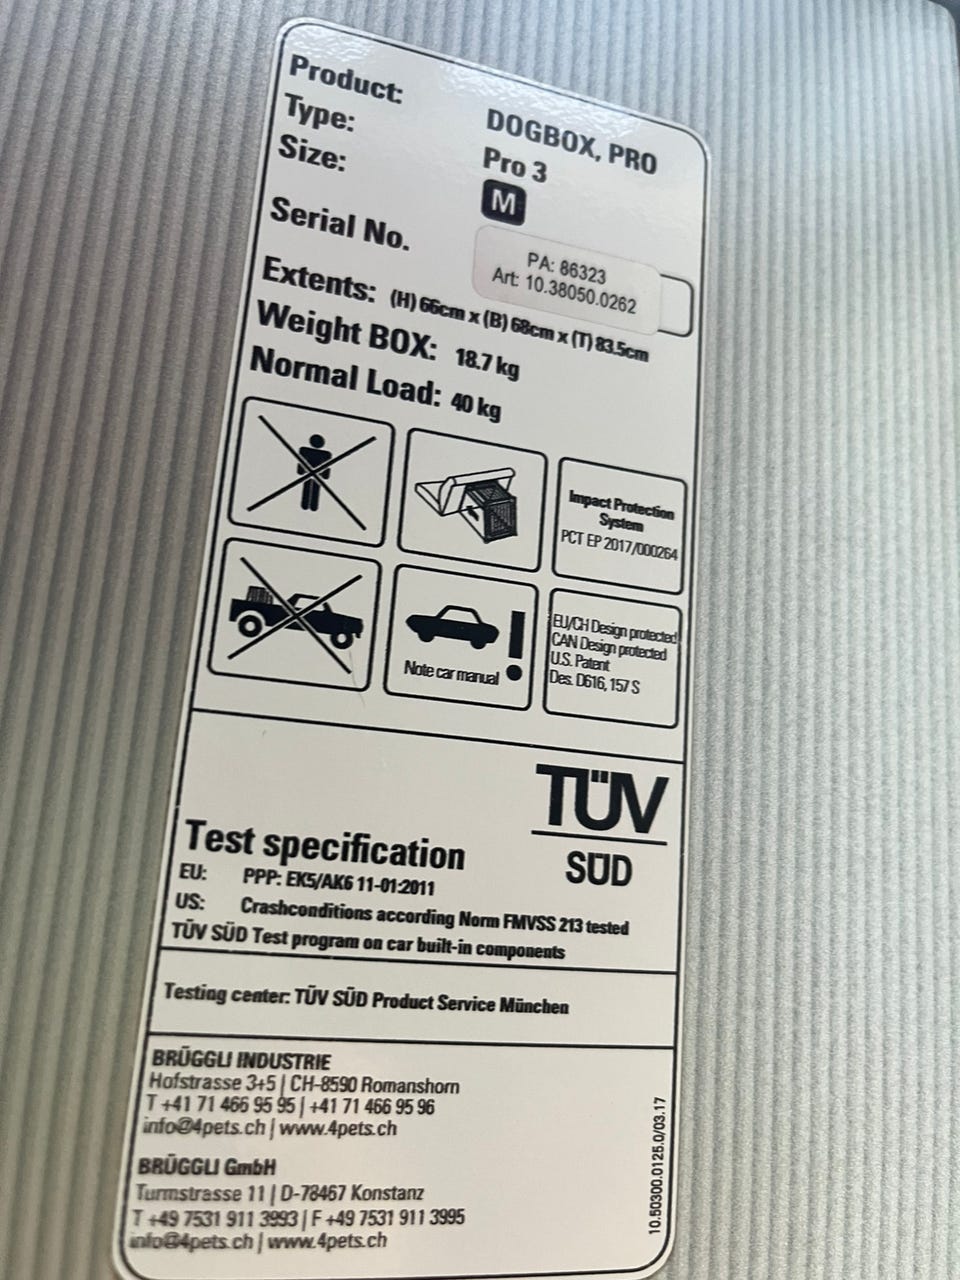 Product: DOGBOX, PRO
Type: Pro 3
Size: M
Serial No. PA: 86323
Art: 10.38050.0262
Extents: (H) 66cm x (B) 68cm x (T) 83.5cm
Weight BOX: 18.7 kg
Normal Load: 40 kg
Impact Protection
System
PCT EP 2017/000264
Note car manual
!
EU/CH Design protected
CAN Design protected
U.S. Patent
Des. D616, 157 S
TÜV
SÜD
Test specification
EU: PPP: EK5/AK6 11-01:2011
US: Crashconditions according Norm FMVSS 213 tested
TÜV SÜD Test program on car built-in components
Testing center: TÜV SÜD Product Service München
BRÜGGLI INDUSTRIE
Hofstrasse 3+5 | CH-8590 Romanshorn
T +41 71 466 95 95 | +41 71 466 95 96
info@4pets.ch | www.4pets.ch
BRÜGGLI GmbH
Turmstrasse 11 | D-78467 Konstanz
T +49 7531 911 3993 | F +49 7531 911 3995
info@4pets.ch | www.4pets.ch
10.50300.0125.0/03.17